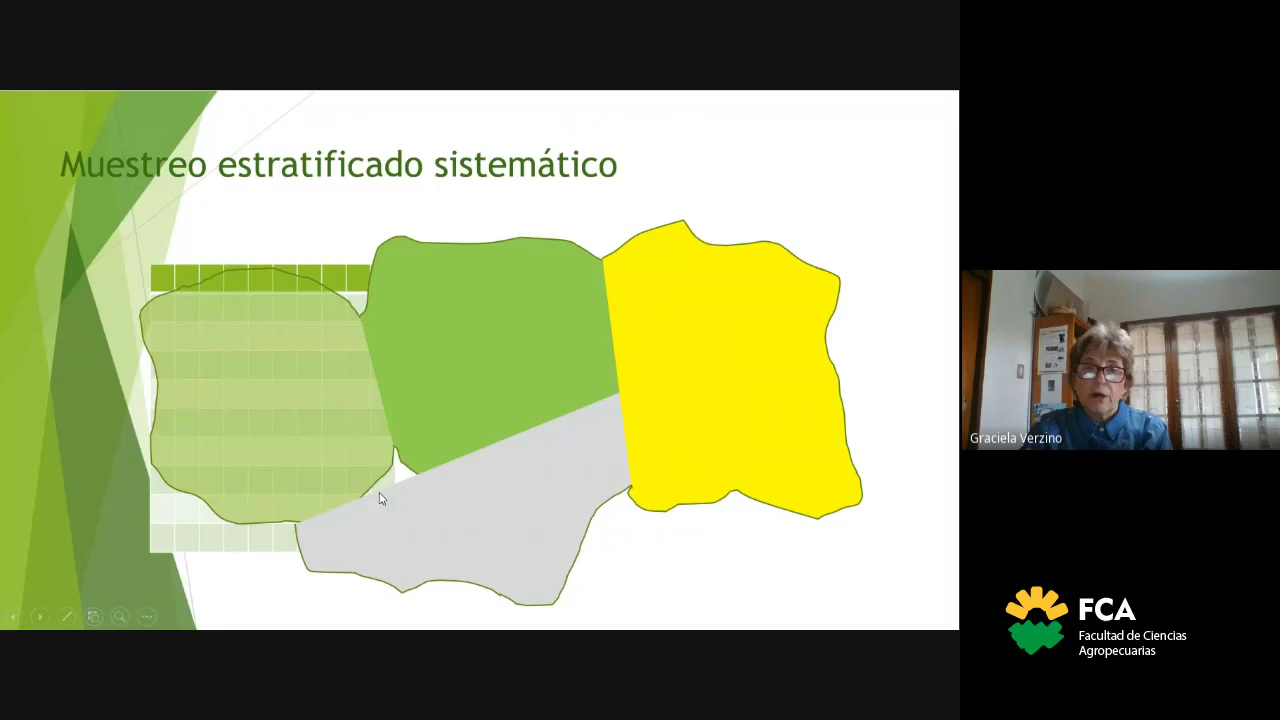 Muestreo estratificado sistemático
Graciela Verzino
FCA
Facultad de Ciencias
Agropecuarias